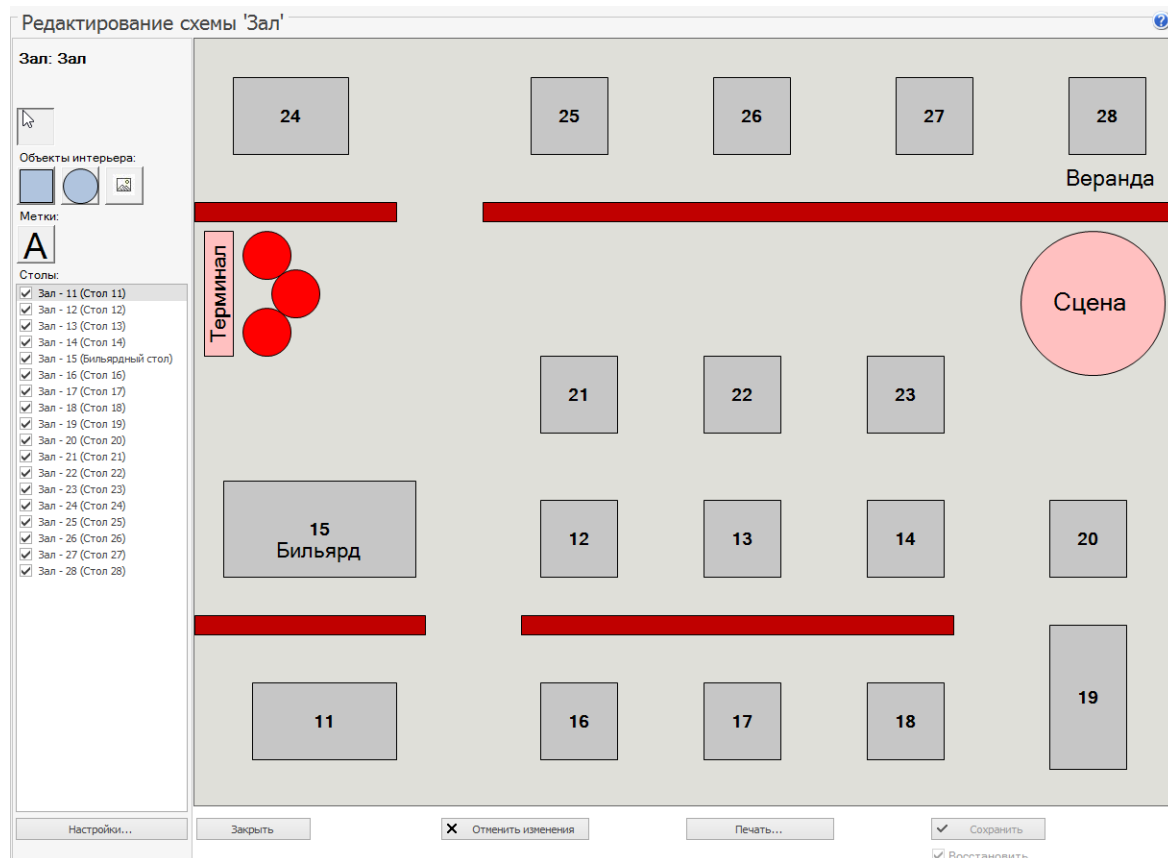 Редактирование схемы 'Зал'
?
Зал: Зал
Объекты интерьера:
Метки:
A
Столы:
Зал - 11 (Стол 11)
Зал - 12 (Стол 12)
Зал - 13 (Стол 13)
Зал - 14 (Стол 14)
Зал - 15 (Бильярдный стол)
Зал - 16 (Стол 16)
Зал - 17 (Стол 17)
Зал - 18 (Стол 18)
Зал - 19 (Стол 19)
Зал - 20 (Стол 20)
Зал - 21 (Стол 21)
Зал - 22 (Стол 22)
Зал - 23 (Стол 23)
Зал - 24 (Стол 24)
Зал - 25 (Стол 25)
Зал - 26 (Стол 26)
Зал - 27 (Стол 27)
Зал - 28 (Стол 28)
24 25 26 27 28
Веранда
Терминал
Сцена
21 22 23
15
Бильярд
12 13 14 20
11 16 17 18 19
Настройки... Закрыть Отменить изменения Печать... Сохранить
Восстановить